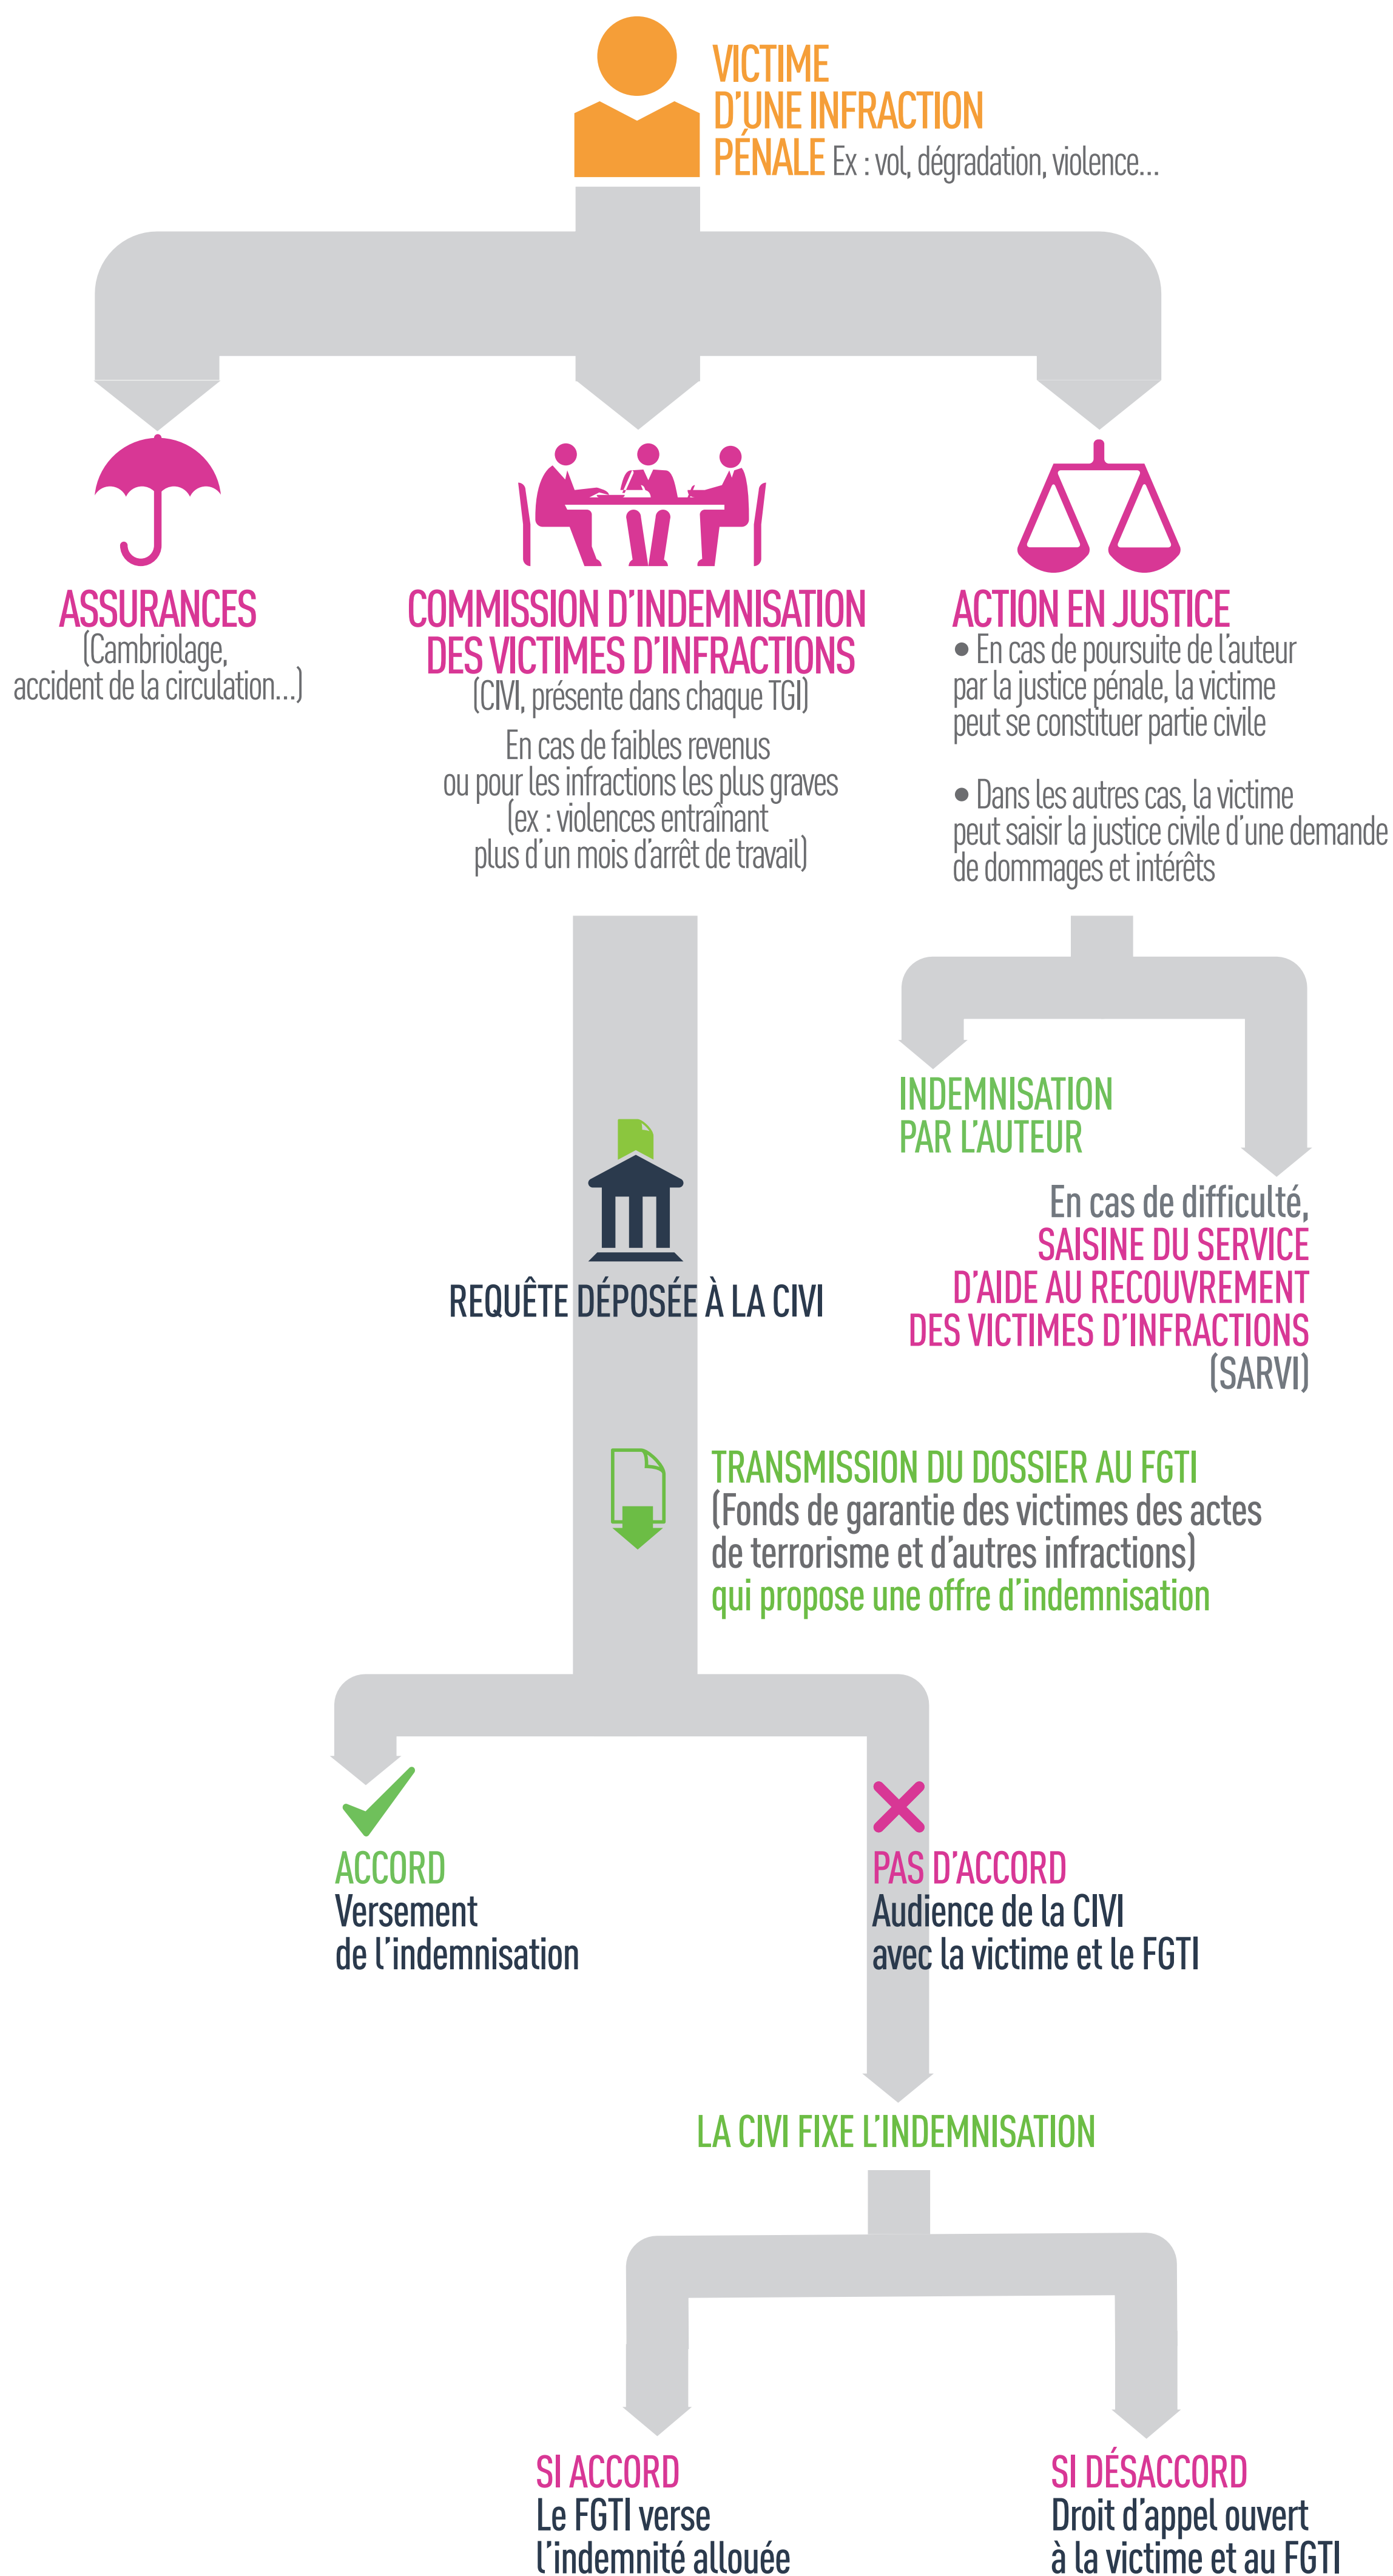 VICTIME
D’UNE INFRACTION
PÉNALE Ex : vol, dégradation, violence...
ASSURANCES
(Cambriolage,
accident de la circulation...)
COMMISSION D’INDEMNISATION
DES VICTIMES D’INFRACTIONS
(CIVI, présente dans chaque TGI)
En cas de faibles revenus
ou pour les infractions les plus graves
(ex : violences entraînant
plus d’un mois d’arrêt de travail)
ACTION EN JUSTICE
• En cas de poursuite de l’auteur
par la justice pénale, la victime
peut se constituer partie civile
• Dans les autres cas, la victime
peut saisir la justice civile d’une demande
de dommages et intérêts
INDEMNISATION
PAR L’AUTEUR
En cas de difficulté,
SAISINE DU SERVICE
D’AIDE AU RECOUVREMENT
DES VICTIMES D’INFRACTIONS
(SARVI)
REQUÊTE DÉPOSÉE À LA CIVI
TRANSMISSION DU DOSSIER AU FGTI
(Fonds de garantie des victimes des actes
de terrorisme et d’autres infractions)
qui propose une offre d’indemnisation
ACCORD
Versement
de l’indemnisation
PAS D’ACCORD
Audience de la CIVI
avec la victime et le FGTI
LA CIVI FIXE L’INDEMNISATION
SI ACCORD
Le FGTI verse
l’indemnité allouée
SI DÉSACCORD
Droit d’appel ouvert
à la victime et au FGTI